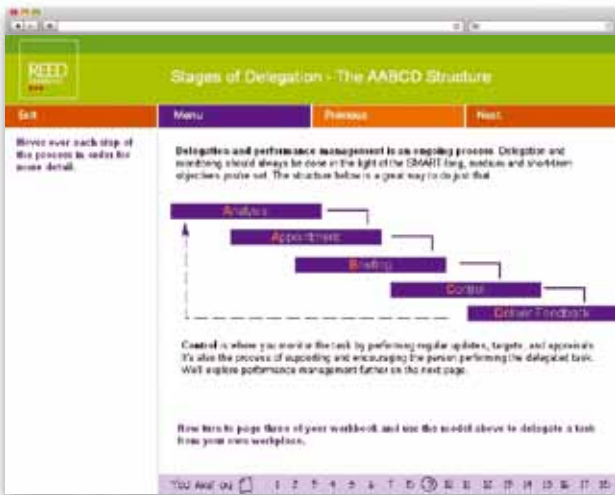 REED
Stages of Delegation - The AABCD Structure
Exit
Menu
Previous
Next
Hover over each step of
the process in order for
more detail.
Delegation and performance management is an ongoing process. Delegation and
monitoring should always be done in the light of the SMART long, medium and short-term
objectives you've set. The structure below is a great way to do just that.
Analysis
Appointment
Briefing
Control
Deliver Feedback
Control is where you monitor the task by performing regular updates, targets, and appraisals.
It's also the process of supporting and encouraging the person performing the delegated task.
We'll explore performance management further on the next page.
Now turn to page three of your workbook and use the model above to delegate a task
from your own workplace.
You are on